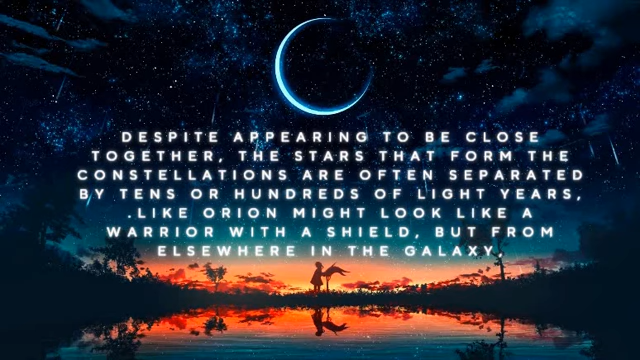 DESPITE APPEARING TO BE CLOSE
TOGETHER, THE STARS THAT FORM THE
CONSTELLATIONS ARE OFTEN SEPARATED
BY TENS OR HUNDREDS OF LIGHT YEARS,
.LIKE ORION MIGHT LOOK LIKE A
WARRIOR WITH A SHIELD, BUT FROM
ELSEWHERE IN THE GALAXY,